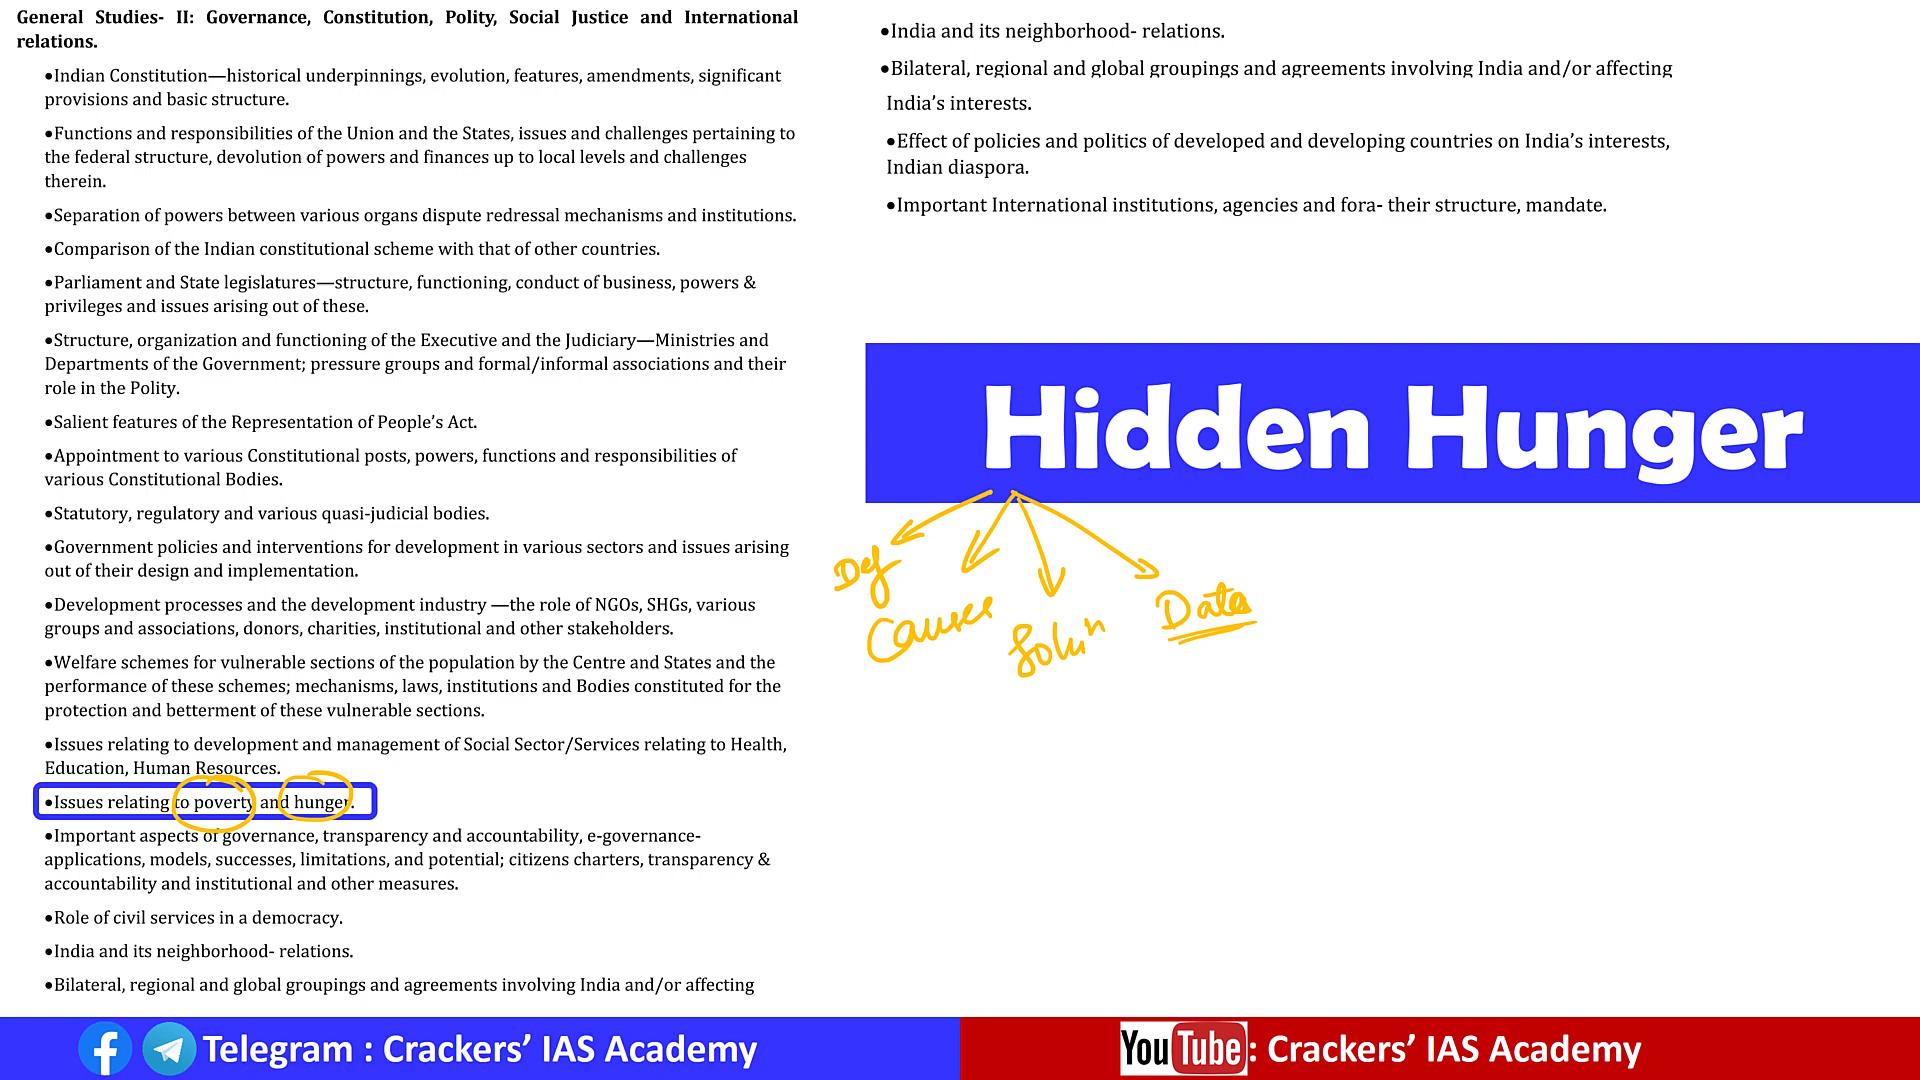 General Studies- II: Governance, Constitution, Polity, Social Justice and International
relations.
•Indian Constitution—historical underpinnings, evolution, features, amendments, significant
provisions and basic structure.
•Functions and responsibilities of the Union and the States, issues and challenges pertaining to
the federal structure, devolution of powers and finances up to local levels and challenges
therein.
•Separation of powers between various organs dispute redressal mechanisms and institutions.
•Comparison of the Indian constitutional scheme with that of other countries.
•Parliament and State legislatures—structure, functioning, conduct of business, powers &
privileges and issues arising out of these.
•Structure, organization and functioning of the Executive and the Judiciary—Ministries and
Departments of the Government; pressure groups and formal/informal associations and their
role in the Polity.
•Salient features of the Representation of People’s Act.
•Appointment to various Constitutional posts, powers, functions and responsibilities of
various Constitutional Bodies.
•Statutory, regulatory and various quasi-judicial bodies.
•Government policies and interventions for development in various sectors and issues arising
out of their design and implementation.
•Development processes and the development industry —the role of NGOs, SHGs, various
groups and associations, donors, charities, institutional and other stakeholders.
•Welfare schemes for vulnerable sections of the population by the Centre and States and the
performance of these schemes; mechanisms, laws, institutions and Bodies constituted for the
protection and betterment of these vulnerable sections.
•Issues relating to development and management of Social Sector/Services relating to Health,
Education, Human Resources.
•Issues relating to poverty and hunger.
•Important aspects of governance, transparency and accountability, e-governance-
applications, models, successes, limitations, and potential; citizens charters, transparency &
accountability and institutional and other measures.
•Role of civil services in a democracy.
•India and its neighborhood- relations.
•Bilateral, regional and global groupings and agreements involving India and/or affecting
•India and its neighborhood- relations.
•Bilateral, regional and global groupings and agreements involving India and/or affecting
India’s interests.
•Effect of policies and politics of developed and developing countries on India’s interests,
Indian diaspora.
•Important International institutions, agencies and fora- their structure, mandate.
Hidden Hunger
Def
Causes
Soluⁿ
Data
Telegram : Crackers’ IAS Academy
YouTube : Crackers’ IAS Academy